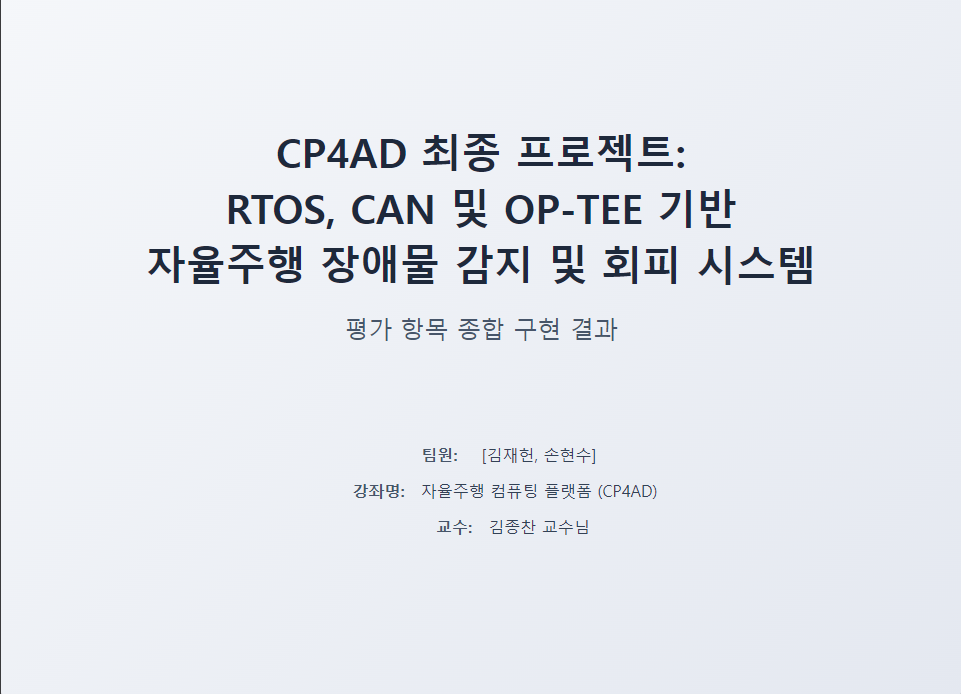 CP4AD 최종 프로젝트:
RTOS, CAN 및 OP-TEE 기반
자율주행 장애물 감지 및 회피 시스템
평가 항목 종합 구현 결과
팀원: [김재헌, 손현수]
강좌명: 자율주행 컴퓨팅 플랫폼 (CP4AD)
교수: 김종찬 교수님